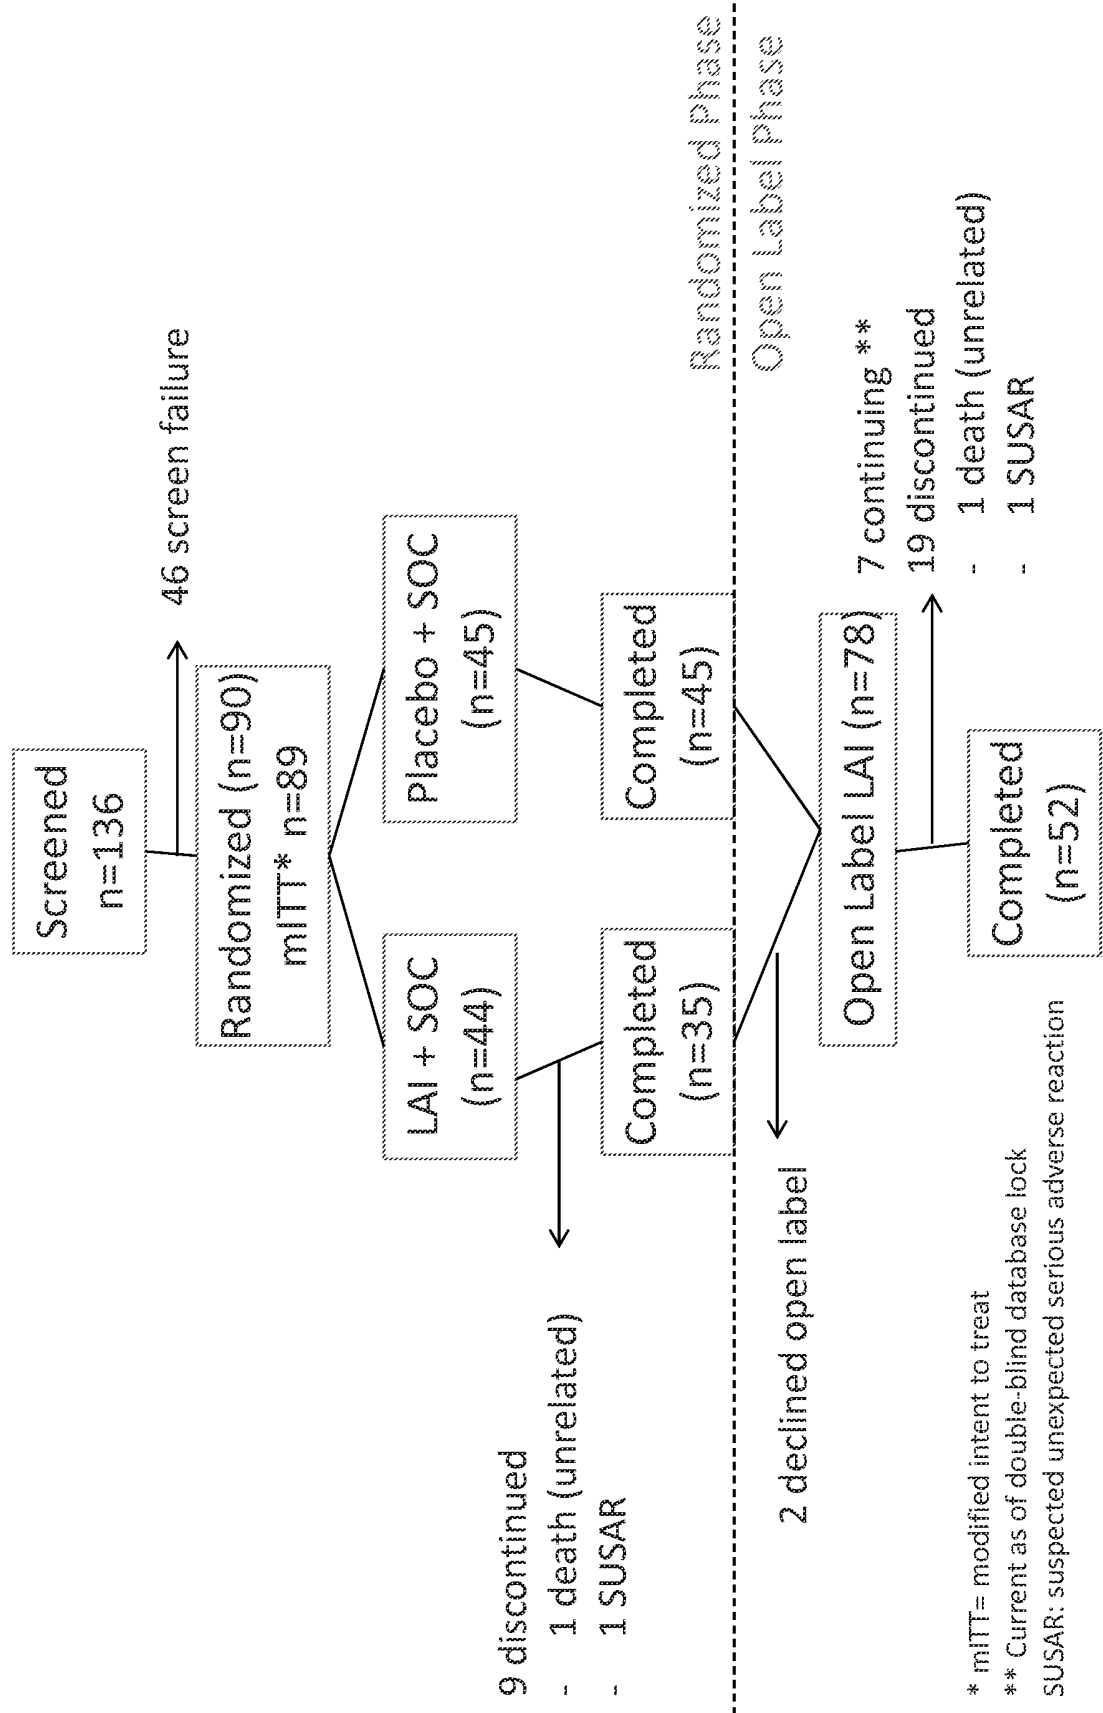 Screened
n=136
46 screen failure
Randomized (n=90)
mITT* n=89
LAI + SOC
(n=44)
Placebo + SOC
(n=45)
9 discontinued
- 1 death (unrelated)
- 1 SUSAR
Completed
(n=35)
Completed
(n=45)
Randomized Phase
Open Label Phase
2 declined open label
Open Label LAI (n=78)
7 continuing **
19 discontinued
- 1 death (unrelated)
- 1 SUSAR
Completed
(n=52)
* mITT= modified intent to treat
** Current as of double-blind database lock
SUSAR: suspected unexpected serious adverse reaction